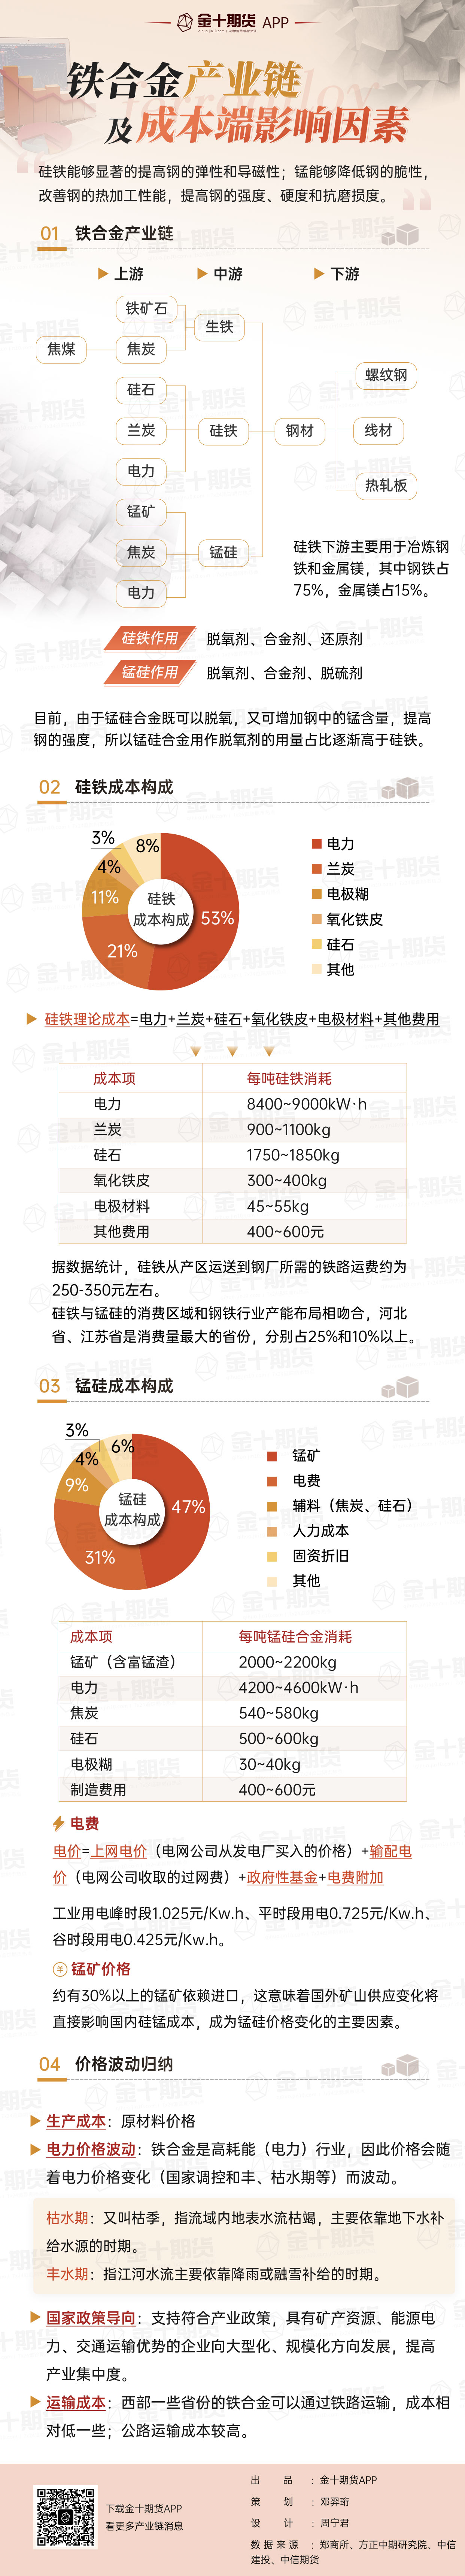 金十期货 APP
铁合金产业链
及成本端影响因素
硅铁能够显著的提高钢的弹性和导磁性；锰能够降低钢的脆性，
改善钢的热加工性能，提高钢的强度、硬度和抗磨损度。
01 铁合金产业链
上游 中游 下游
铁矿石
生铁
焦煤 焦炭
硅石
螺纹钢
兰炭 硅铁 钢材 线材
电力
热轧板
锰矿
焦炭 锰硅
电力
硅铁下游主要用于冶炼钢
铁和金属镁，其中钢铁占
75%，金属镁占15%。
硅铁作用 脱氧剂、合金剂、还原剂
锰硅作用 脱氧剂、合金剂、脱硫剂
目前，由于锰硅合金既可以脱氧，又可增加钢中的锰含量，提高
钢的强度，所以锰硅合金用作脱氧剂的用量占比逐渐高于硅铁。
02 硅铁成本构成
3%
8%
4%
11%
硅铁
成本构成
53%
21%
电力
兰炭
电极糊
氧化铁皮
硅石
其他
硅铁理论成本=电力+兰炭+硅石+氧化铁皮+电极材料+其他费用
成本项 每吨硅铁消耗
电力 8400~9000kW·h
兰炭 900~1100kg
硅石 1750~1850kg
氧化铁皮 300~400kg
电极材料 45~55kg
其他费用 400~600元
据数据统计，硅铁从产区运送到钢厂所需的铁路运费约为
250-350元左右。
硅铁与锰硅的消费区域和钢铁行业产能布局相吻合，河北
省、江苏省是消费量最大的省份，分别占25%和10%以上。
03 锰硅成本构成
3%
6%
4%
9%
锰硅
成本构成
47%
31%
锰矿
电费
辅料（焦炭、硅石）
人力成本
固资折旧
其他
成本项 每吨锰硅合金消耗
锰矿（含富锰渣） 2000~2200kg
电力 4200~4600kW·h
焦炭 540~580kg
硅石 500~600kg
电极糊 30~40kg
制造费用 400~600元
电费
电价=上网电价（电网公司从发电厂买入的价格）+输配电
价（电网公司收取的过网费）+政府性基金+电费附加
工业用电峰时段1.025元/Kw.h、平时段用电0.725元/Kw.h、
谷时段用电0.425元/Kw.h。
锰矿价格
约有30%以上的锰矿依赖进口，这意味着国外矿山供应变化将
直接影响国内硅锰成本，成为锰硅价格变化的主要因素。
04 价格波动归纳
生产成本：原材料价格
电力价格波动：铁合金是高耗能（电力）行业，因此价格会随
着电力价格变化（国家调控和丰、枯水期等）而波动。
枯水期：又叫枯季，指流域内地表水流枯竭，主要依靠地下水补
给水源的时期。
丰水期：指江河水流主要依靠降雨或融雪补给的时期。
国家政策导向：支持符合产业政策，具有矿产资源、能源电
力、交通运输优势的企业向大型化、规模化方向发展，提高
产业集中度。
运输成本：西部一些省份的铁合金可以通过铁路运输，成本相
对低一些；公路运输成本较高。
下载金十期货APP
看更多产业链消息
出品：金十期货APP
策划：邓羿珩
设计：周宁君
数据来源：郑商所、方正中期研究院、中信
建投、中信期货